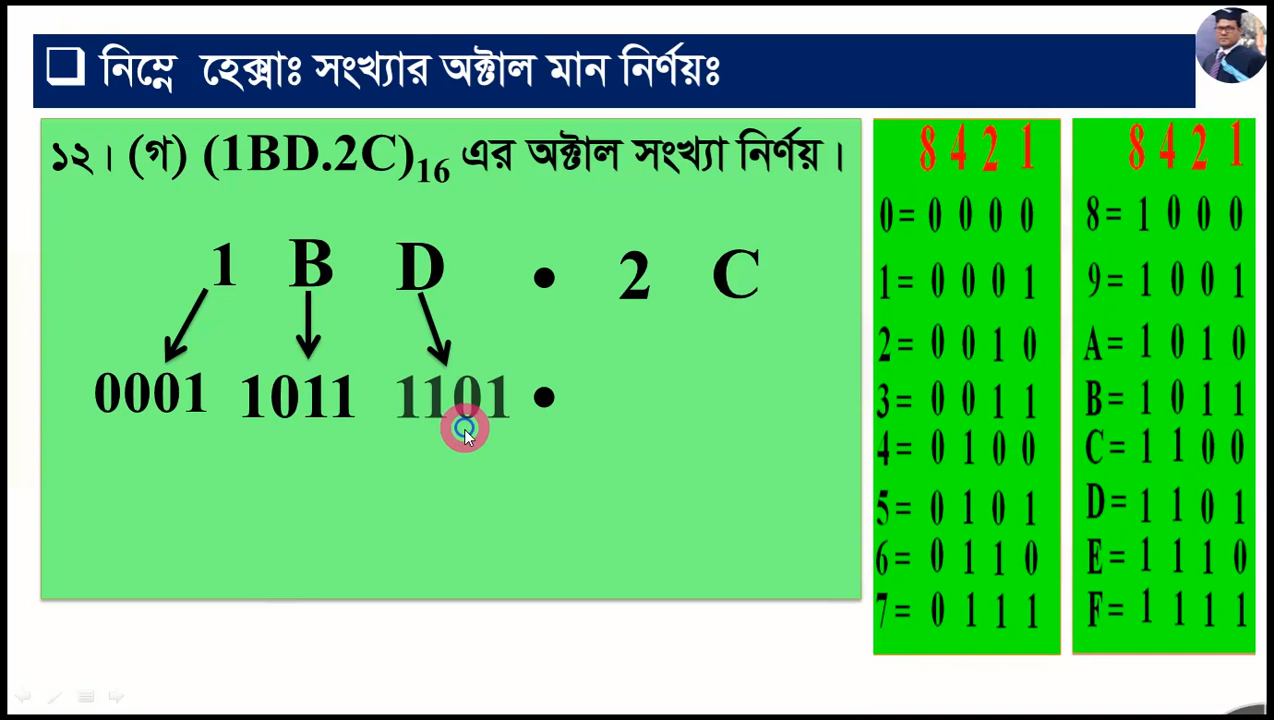 নিম্নে হেক্সাঃ সংখ্যার অক্টাল মান নির্ণয়ঃ
১২। (গ) (1BD.2C)16 এর অক্টাল সংখ্যা নির্ণয়।
1 B D • 2 C
0001 1011 1101 •
8 4 2 1
0= 0 0 0 0
1= 0 0 0 1
2= 0 0 1 0
3= 0 0 1 1
4= 0 1 0 0
5= 0 1 0 1
6= 0 1 1 0
7= 0 1 1 1
8 4 2 1
8= 1 0 0 0
9= 1 0 0 1
A= 1 0 1 0
B= 1 0 1 1
C= 1 1 0 0
D= 1 1 0 1
E= 1 1 1 0
F= 1 1 1 1